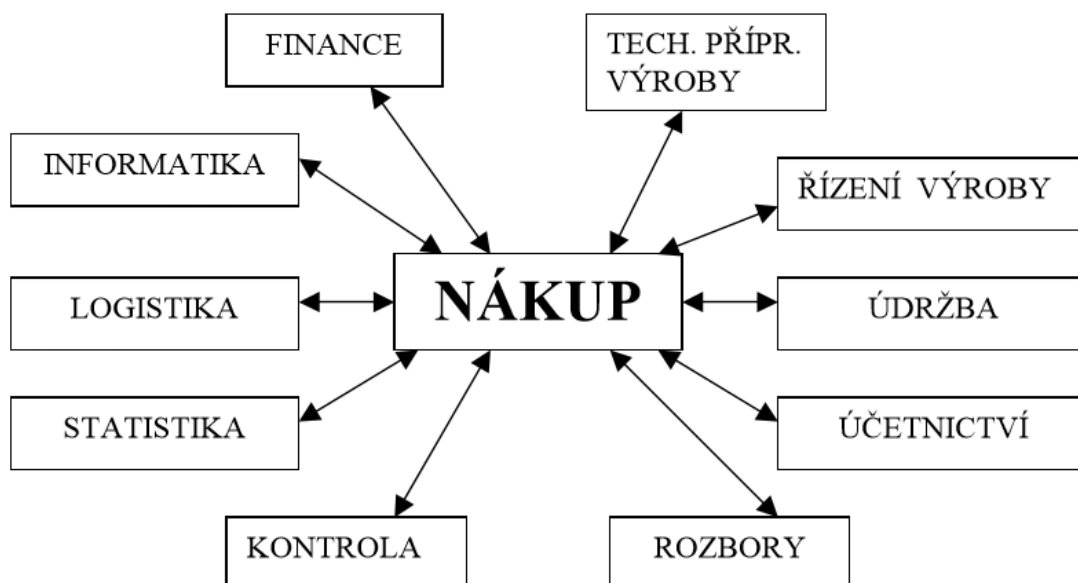 FINANCE
TECH. PŘÍPR.
VÝROBY
INFORMATIKA
ŘÍZENÍ VÝROBY
NÁKUP
LOGISTIKA
ÚDRŽBA
STATISTIKA
ÚČETNICTVÍ
KONTROLA
ROZBORY